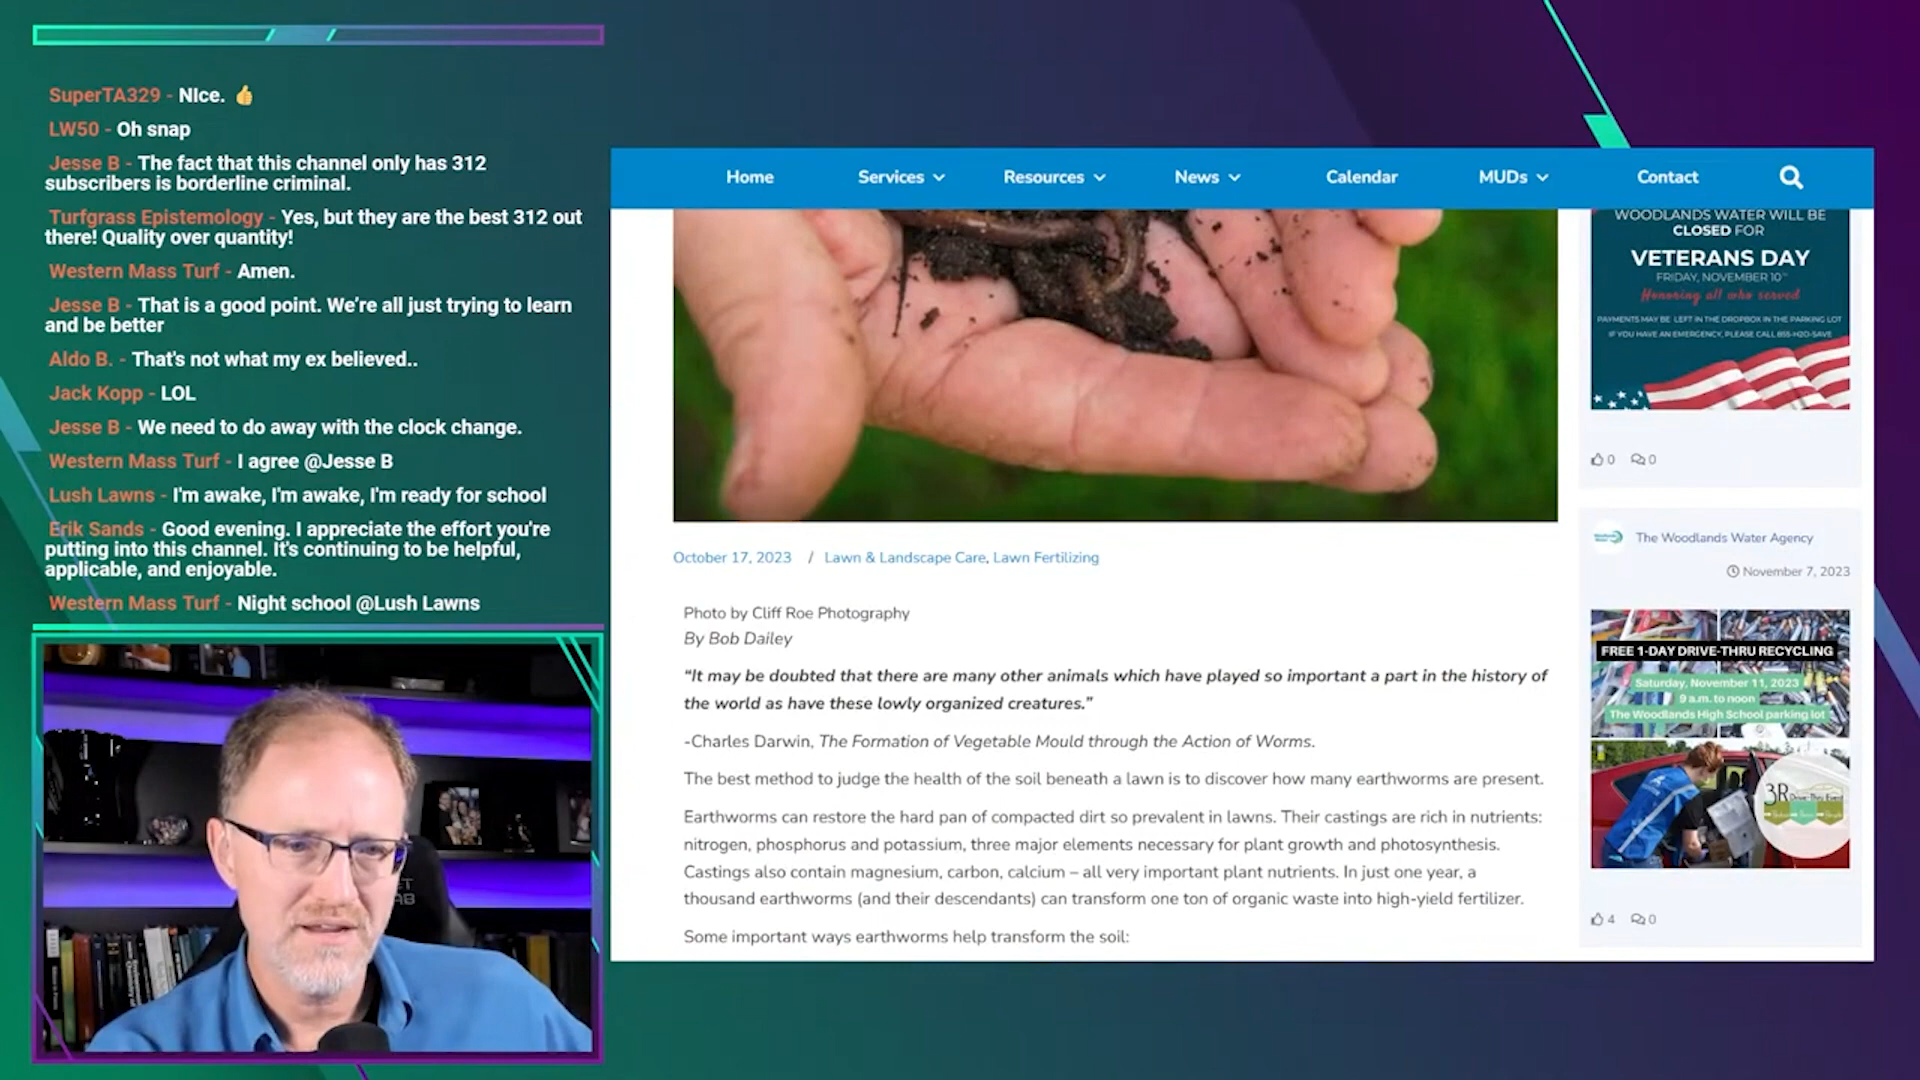 SuperTA329 - NIce. 👍
LW50 - Oh snap
Jesse B - The fact that this channel only has 312
subscribers is borderline criminal.
Turfgrass Epistemology - Yes, but they are the best 312 out
there! Quality over quantity!
Western Mass Turf - Amen.
Jesse B - That is a good point. We're all just trying to learn
and be better
Aldo B. - That's not what my ex believed..
Jack Kopp - LOL
Jesse B - We need to do away with the clock change.
Western Mass Turf - I agree @Jesse B
Lush Lawns - I'm awake, I'm awake, I'm ready for school
Erik Sands - Good evening. I appreciate the effort you're
putting into this channel. It's continuing to be helpful,
applicable, and enjoyable.
Western Mass Turf - Night school @Lush Lawns
Home Services Resources News Calendar MUDs Contact
October 17, 2023 / Lawn & Landscape Care, Lawn Fertilizing
Photo by Cliff Roe Photography
By Bob Dailey
“It may be doubted that there are many other animals which have played so important a part in the history of
the world as have these lowly organized creatures.”
-Charles Darwin, The Formation of Vegetable Mould through the Action of Worms.
The best method to judge the health of the soil beneath a lawn is to discover how many earthworms are present.
Earthworms can restore the hard pan of compacted dirt so prevalent in lawns. Their castings are rich in nutrients:
nitrogen, phosphorus and potassium, three major elements necessary for plant growth and photosynthesis.
Castings also contain magnesium, carbon, calcium – all very important plant nutrients. In just one year, a
thousand earthworms (and their descendants) can transform one ton of organic waste into high-yield fertilizer.
Some important ways earthworms help transform the soil:
WOODLANDS WATER WILL BE
CLOSED FOR
VETERANS DAY
FRIDAY, NOVEMBER 10TH
Honoring all who served
PAYMENTS MAY BE LEFT IN THE DROPBOX IN THE PARKING LOT
IF YOU HAVE AN EMERGENCY, PLEASE CALL 855-H2O-SAVE
0 0
The Woodlands Water Agency
November 7, 2023
FREE 1-DAY DRIVE-THRU RECYCLING
Saturday, November 11, 2023
9 a.m. to noon
The Woodlands High School parking lot
3R
Drive-Thru Event
4 0